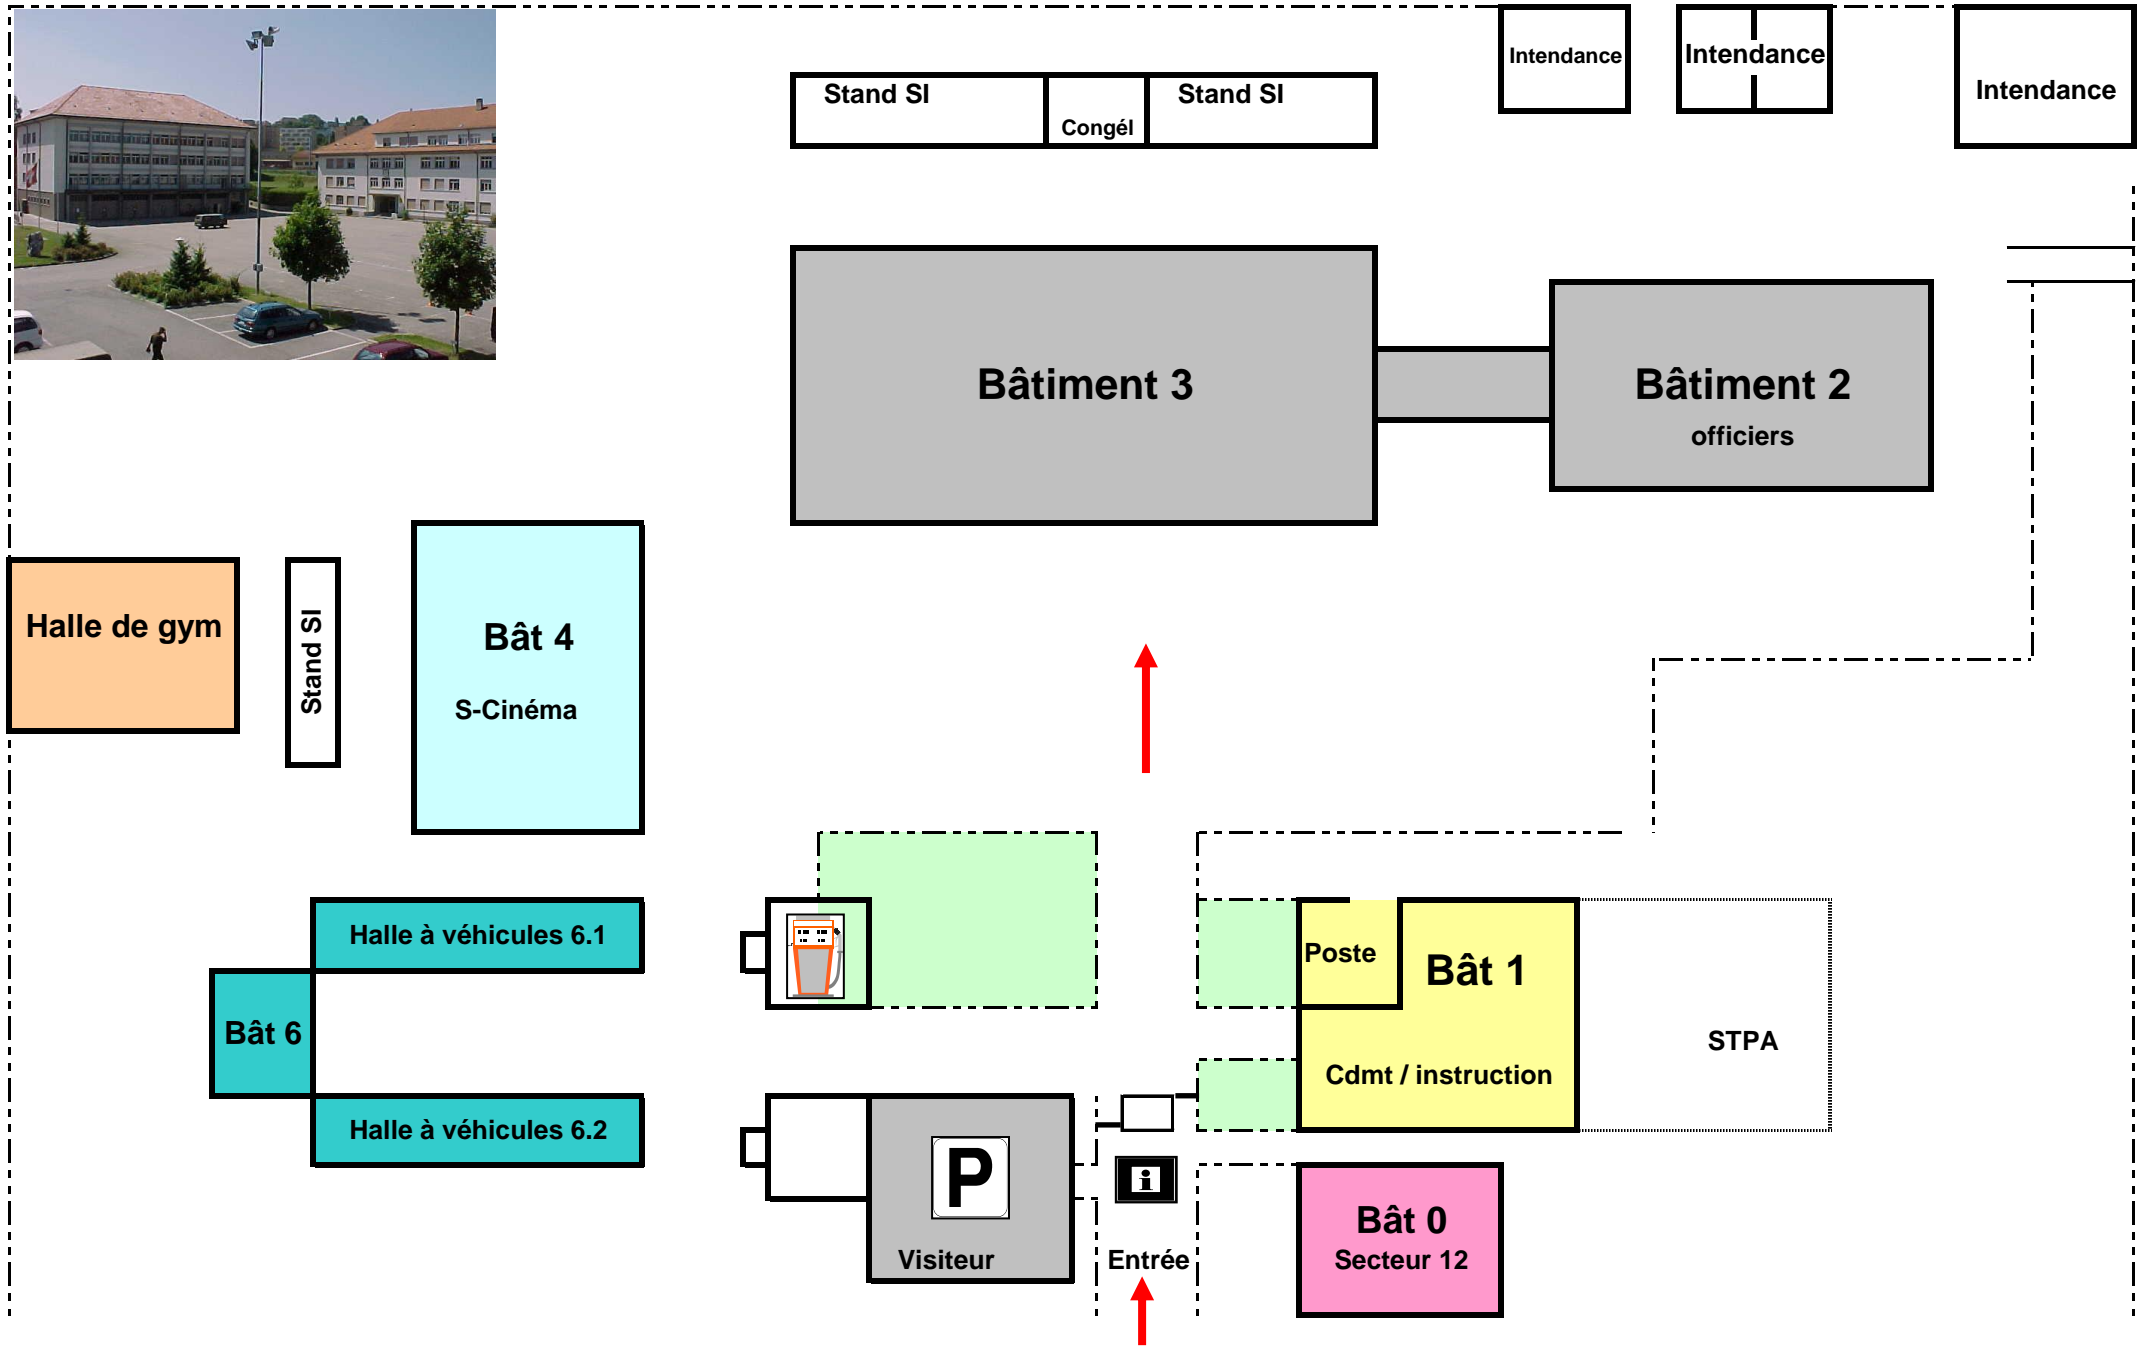 Intendance
Intendance
Intendance
Stand SI
Congél
Stand SI
Bâtiment 3
Bâtiment 2
officiers
Halle de gym
Stand SI
Bât 4
S-Cinéma
Halle à véhicules 6.1
Bât 6
Halle à véhicules 6.2
Poste
Bât 1
Cdmt / instruction
STPA
P
Visiteur
i
Entrée
Bât 0
Secteur 12